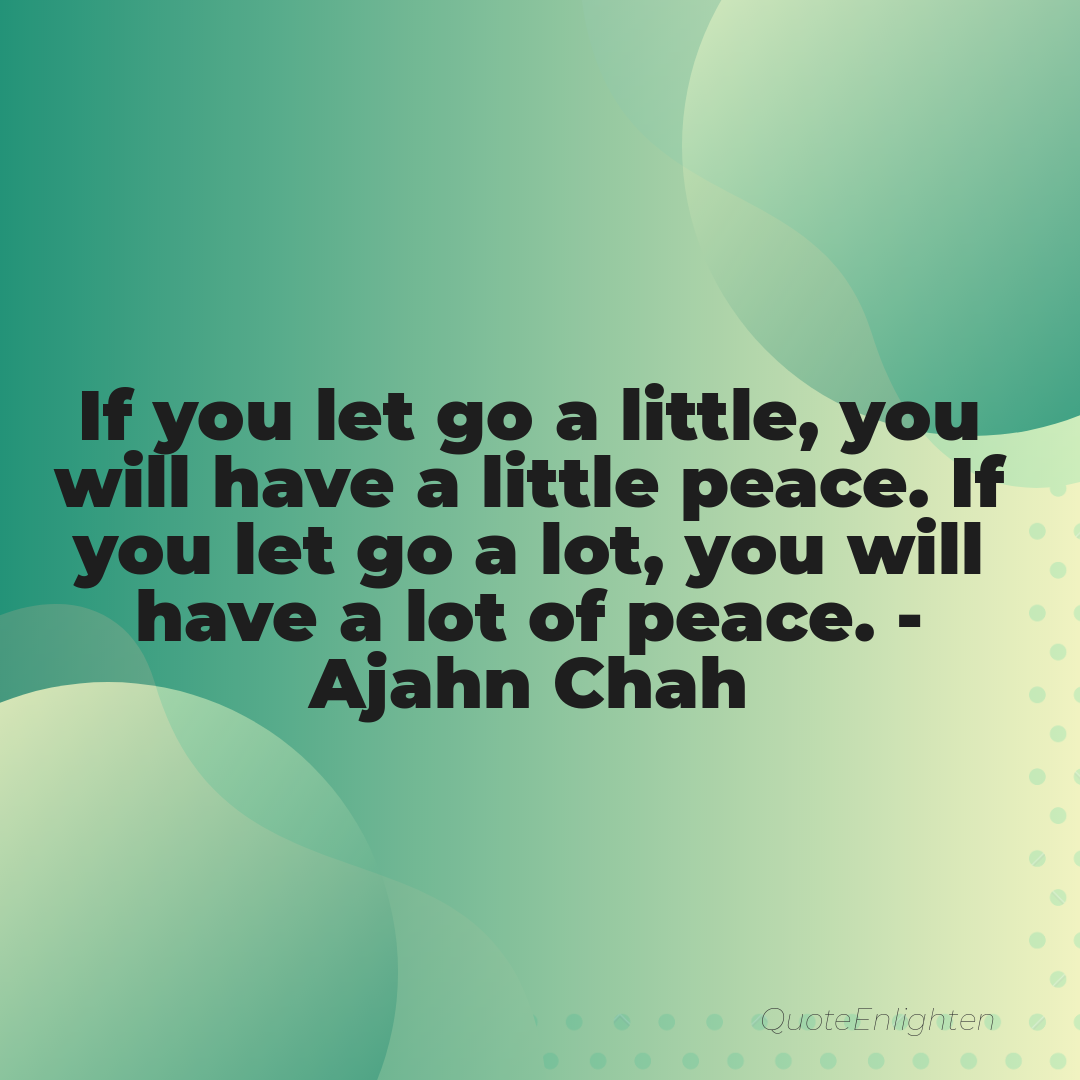 If you let go a little, you
will have a little peace. If
you let go a lot, you will
have a lot of peace. -
Ajahn Chah
QuoteEnlighten